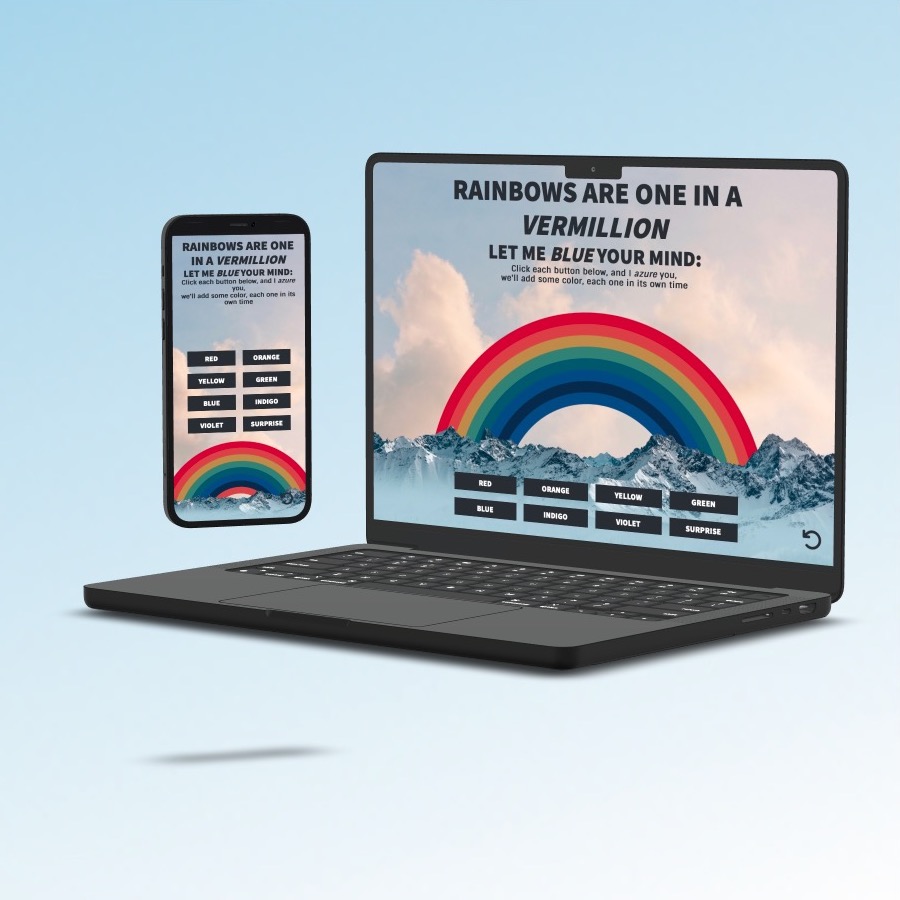 RAINBOWS ARE ONE
IN A VERMILLION
LET ME BLUE YOUR MIND:
Click each button below, and I azure
you,
we'll add some color, each one in its
own time
RED
ORANGE
YELLOW
GREEN
BLUE
INDIGO
VIOLET
SURPRISE
RAINBOWS ARE ONE IN A
VERMILLION
LET ME BLUE YOUR MIND:
Click each button below, and I azure you,
we'll add some color, each one in its own time
RED
ORANGE
YELLOW
GREEN
BLUE
INDIGO
VIOLET
SURPRISE